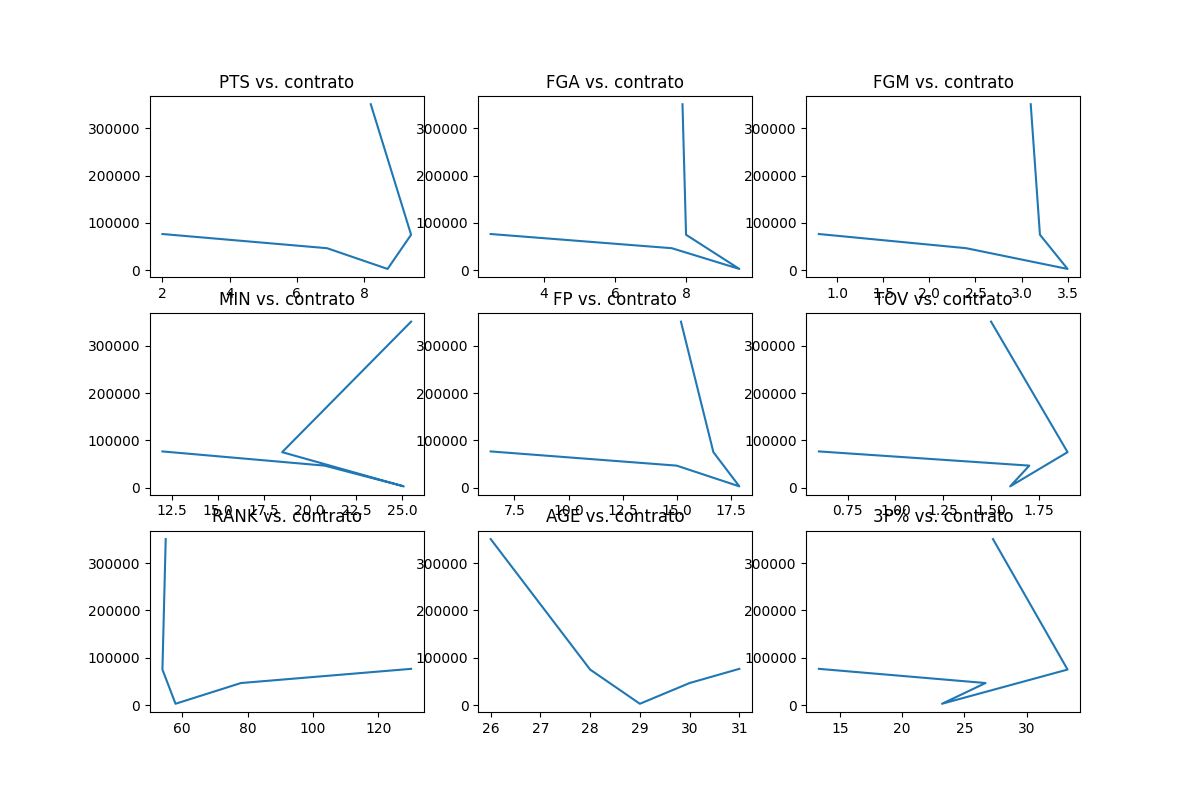 PTS vs. contrato FGA vs. contrato FGM vs. contrato
300000 300000 300000
200000 200000 200000
100000 100000 100000
0 0 0
2 4 6 8 4 6 8 1.0 1.5 2.0 2.5 3.0 3.5
MIN vs. contrato FP vs. contrato TOV vs. contrato
300000 300000 300000
200000 200000 200000
100000 100000 100000
0 0 0
12.5 15.0 17.5 20.0 22.5 25.0 7.5 10.0 12.5 15.0 17.5 0.75 1.00 1.25 1.50 1.75
RANK vs. contrato AGE vs. contrato 3P% vs. contrato
300000 300000 300000
200000 200000 200000
100000 100000 100000
0 0 0
60 80 100 120 26 27 28 29 30 31 15 20 25 30